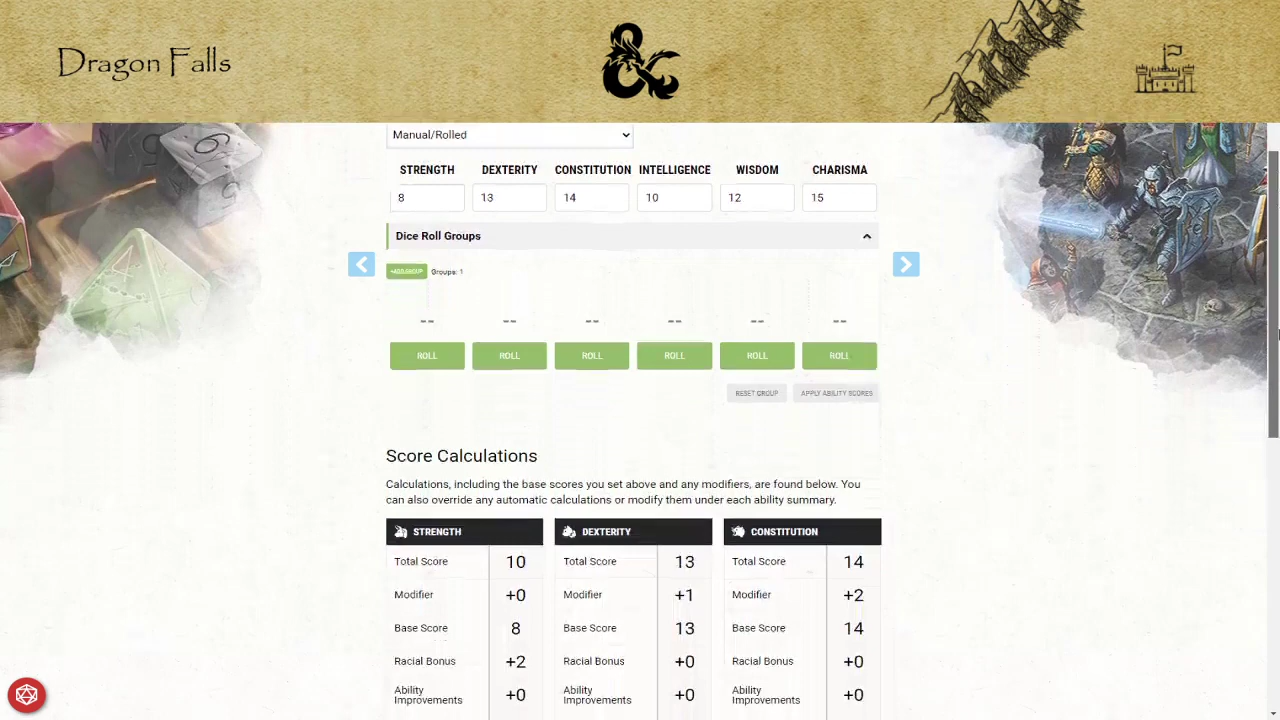 Dragon Falls
Manual/Rolled
STRENGTH DEXTERITY CONSTITUTION INTELLIGENCE WISDOM CHARISMA
8 13 14 10 12 15
Dice Roll Groups
+ADD GROUP Groups: 1
-- -- -- -- -- --
ROLL ROLL ROLL ROLL ROLL ROLL
RESET GROUP APPLY ABILITY SCORES
Score Calculations
Calculations, including the base scores you set above and any modifiers, are found below. You
can also override any automatic calculations or modify them under each ability summary.
STRENGTH DEXTERITY CONSTITUTION
Total Score 10 Total Score 13 Total Score 14
Modifier +0 Modifier +1 Modifier +2
Base Score 8 Base Score 13 Base Score 14
Racial Bonus +2 Racial Bonus +0 Racial Bonus +0
Ability Improvements +0 Ability Improvements +0 Ability Improvements +0